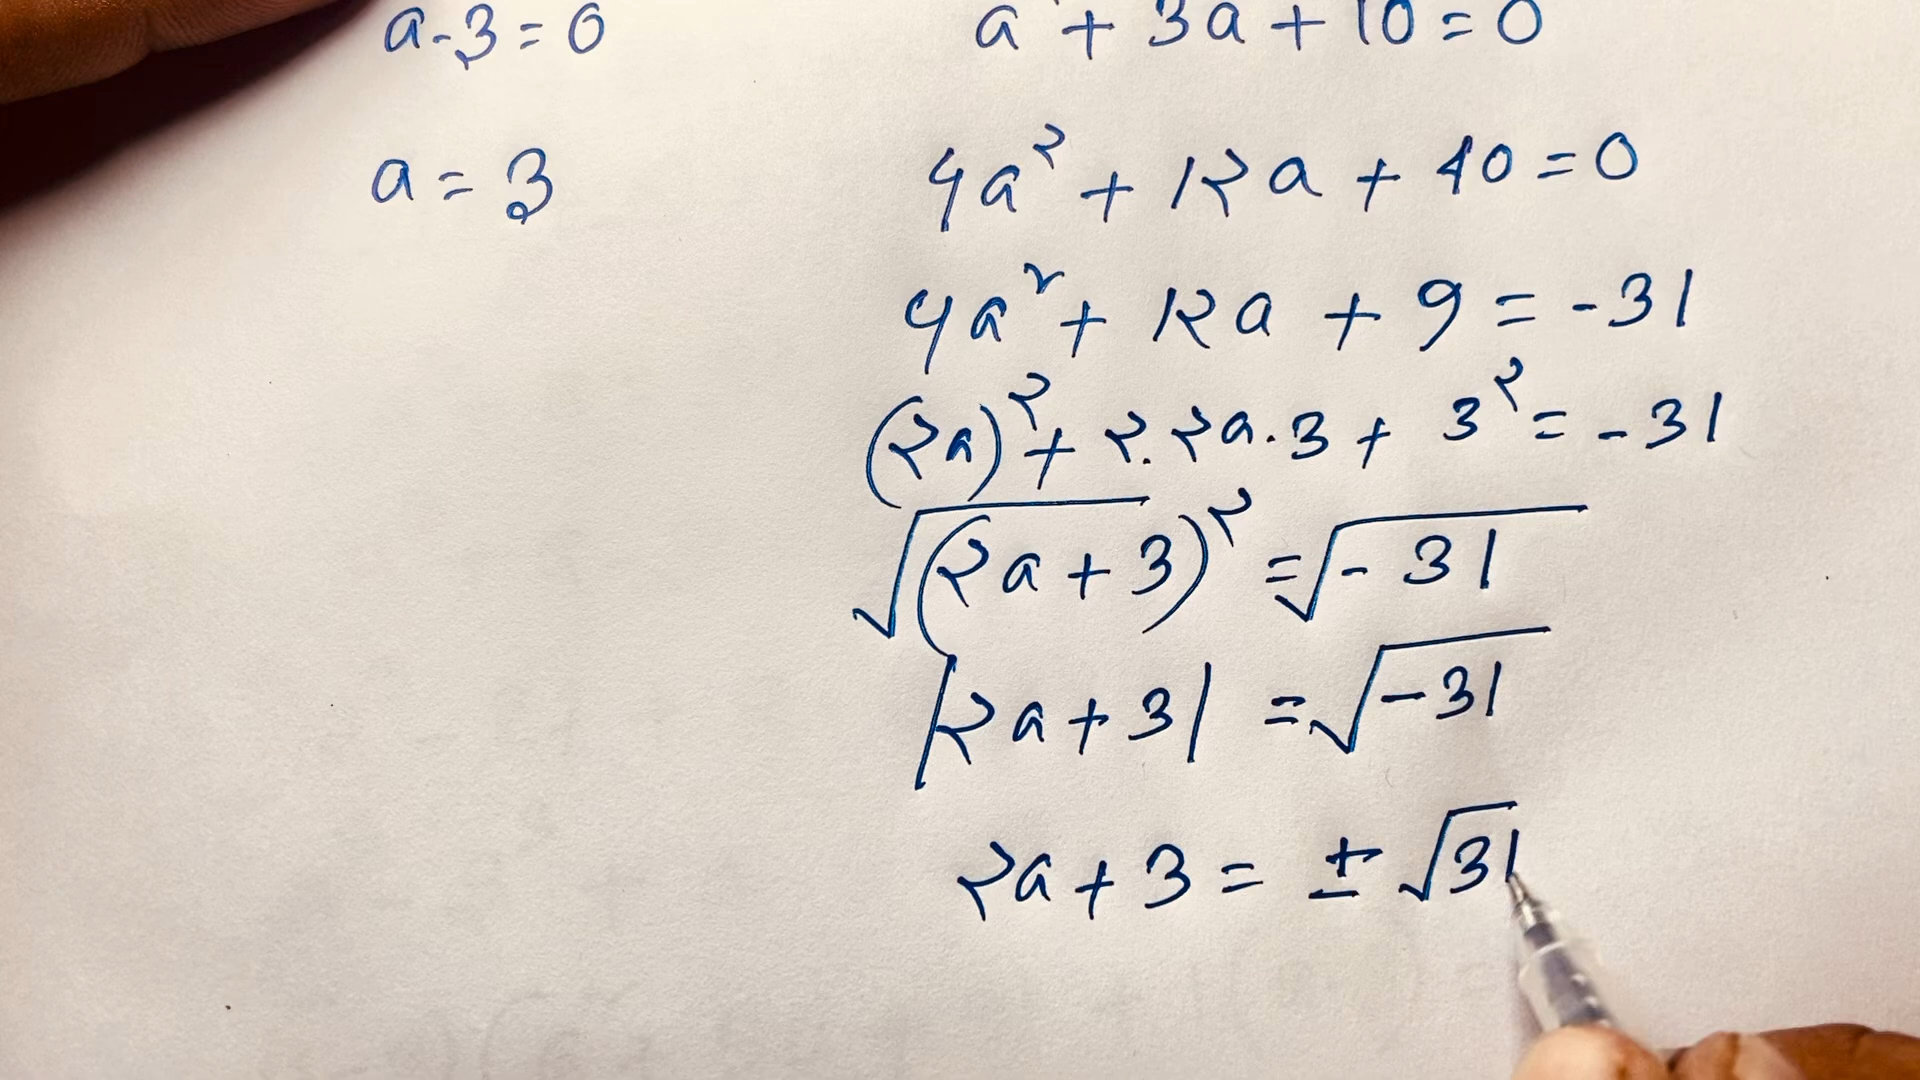 a - 3 = 0
a = 3
a² + 3a + 10 = 0
4a² + 12a + 40 = 0
4a² + 12a + 9 = -31
(2a)² + 2.2a.3 + 3² = -31
√(2a + 3)² = √-31
|2a + 3| = √-31
2a + 3 = ± √31